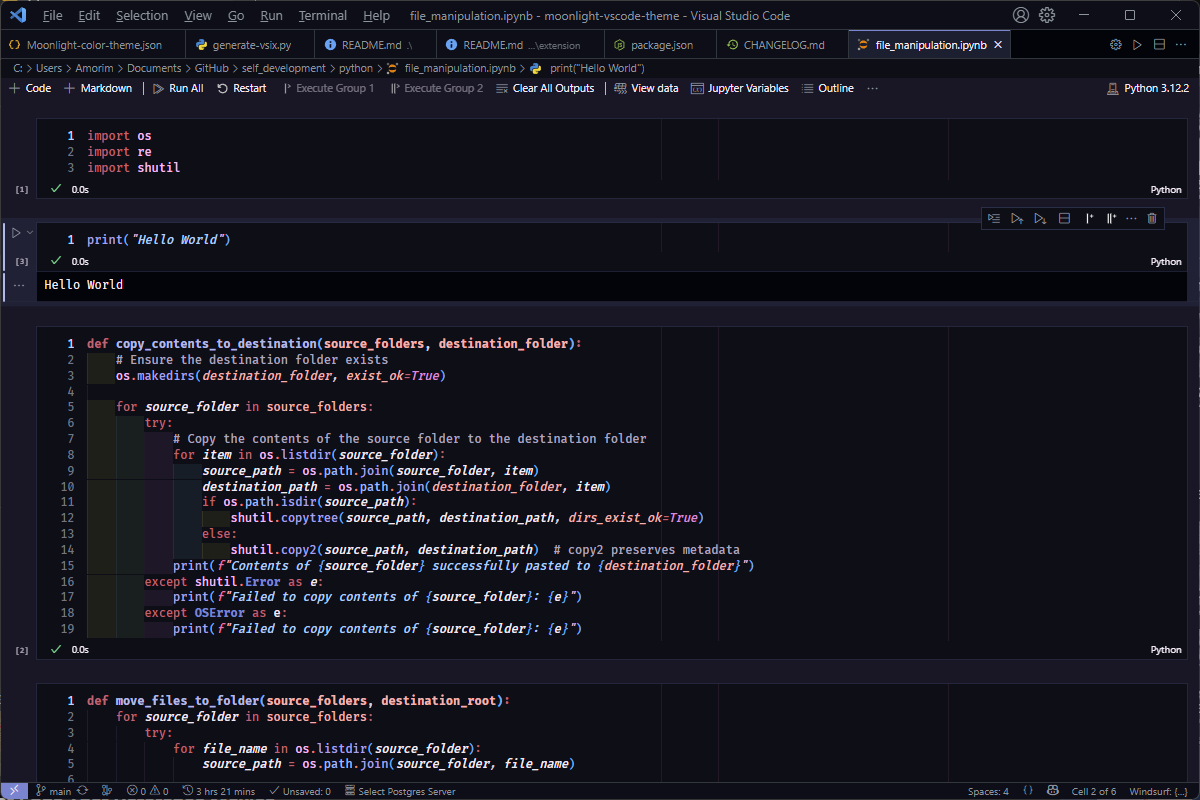 File Edit Selection View Go Run Terminal Help file_manipulation.ipynb - moonlight-vscode-theme - Visual Studio Code
Moonlight-color-theme.json generate-vsix.py README.md .\ README.md ...\extension package.json CHANGELOG.md file_manipulation.ipynb
C: > Users > Amorim > Documents > GitHub > self_development > python > file_manipulation.ipynb > print("Hello World")
+ Code + Markdown Run All Restart Execute Group 1 Execute Group 2 Clear All Outputs View data Jupyter Variables Outline ... Python 3.12.2
1 import os
2 import re
3 import shutil
[1] 0.0s Python
1 print("Hello World")
[3] 0.0s Python
... Hello World
1 def copy_contents_to_destination(source_folders, destination_folder):
2 # Ensure the destination folder exists
3 os.makedirs(destination_folder, exist_ok=True)
4
5 for source_folder in source_folders:
6 try:
7 # Copy the contents of the source folder to the destination folder
8 for item in os.listdir(source_folder):
9 source_path = os.path.join(source_folder, item)
10 destination_path = os.path.join(destination_folder, item)
11 if os.path.isdir(source_path):
12 shutil.copytree(source_path, destination_path, dirs_exist_ok=True)
13 else:
14 shutil.copy2(source_path, destination_path) # copy2 preserves metadata
15 print(f"Contents of {source_folder} successfully pasted to {destination_folder}")
16 except shutil.Error as e:
17 print(f"Failed to copy contents of {source_folder}: {e}")
18 except OSError as e:
19 print(f"Failed to copy contents of {source_folder}: {e}")
[2] 0.0s Python
1 def move_files_to_folder(source_folders, destination_root):
2 for source_folder in source_folders:
3 try:
4 for file_name in os.listdir(source_folder):
5 source_path = os.path.join(source_folder, file_name)
6
main 0 0 3 hrs 21 mins Unsaved: 0 Select Postgres Server Spaces: 4 {} Cell 2 of 6 Windsurf: {...}